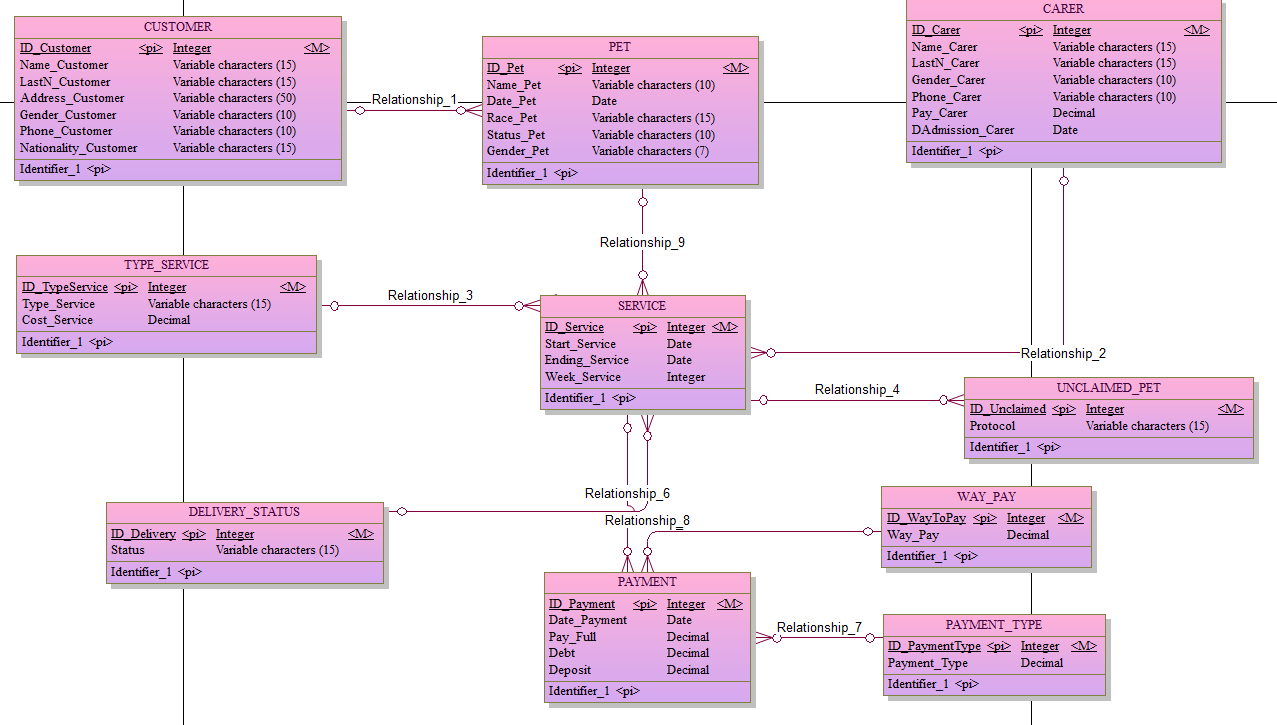 CUSTOMER
ID_Customer <pi> Integer <M>
Name_Customer Variable characters (15)
LastN_Customer Variable characters (15)
Address_Customer Variable characters (50)
Gender_Customer Variable characters (10)
Phone_Customer Variable characters (10)
Nationality_Customer Variable characters (15)
Identifier_1 <pi>
Relationship_1
PET
ID_Pet <pi> Integer <M>
Name_Pet Variable characters (10)
Date_Pet Date
Race_Pet Variable characters (15)
Status_Pet Variable characters (10)
Gender_Pet Variable characters (7)
Identifier_1 <pi>
CARER
ID_Carer <pi> Integer <M>
Name_Carer Variable characters (15)
LastN_Carer Variable characters (15)
Gender_Carer Variable characters (10)
Phone_Carer Variable characters (10)
Pay_Carer Decimal
DAdmission_Carer Date
Identifier_1 <pi>
Relationship_9
TYPE_SERVICE
ID_TypeService <pi> Integer <M>
Type_Service Variable characters (15)
Cost_Service Decimal
Identifier_1 <pi>
Relationship_3
SERVICE
ID_Service <pi> Integer <M>
Start_Service Date
Ending_Service Date
Week_Service Integer
Identifier_1 <pi>
Relationship_2
Relationship_4
UNCLAIMED_PET
ID_Unclaimed <pi> Integer <M>
Protocol Variable characters (15)
Identifier_1 <pi>
Relationship_6
Relationship_8
DELIVERY_STATUS
ID_Delivery <pi> Integer <M>
Status Variable characters (15)
Identifier_1 <pi>
WAY_PAY
ID_WayToPay <pi> Integer <M>
Way_Pay Decimal
Identifier_1 <pi>
PAYMENT
ID_Payment <pi> Integer <M>
Date_Payment Date
Pay_Full Decimal
Debt Decimal
Deposit Decimal
Identifier_1 <pi>
Relationship_7
PAYMENT_TYPE
ID_PaymentType <pi> Integer <M>
Payment_Type Decimal
Identifier_1 <pi>